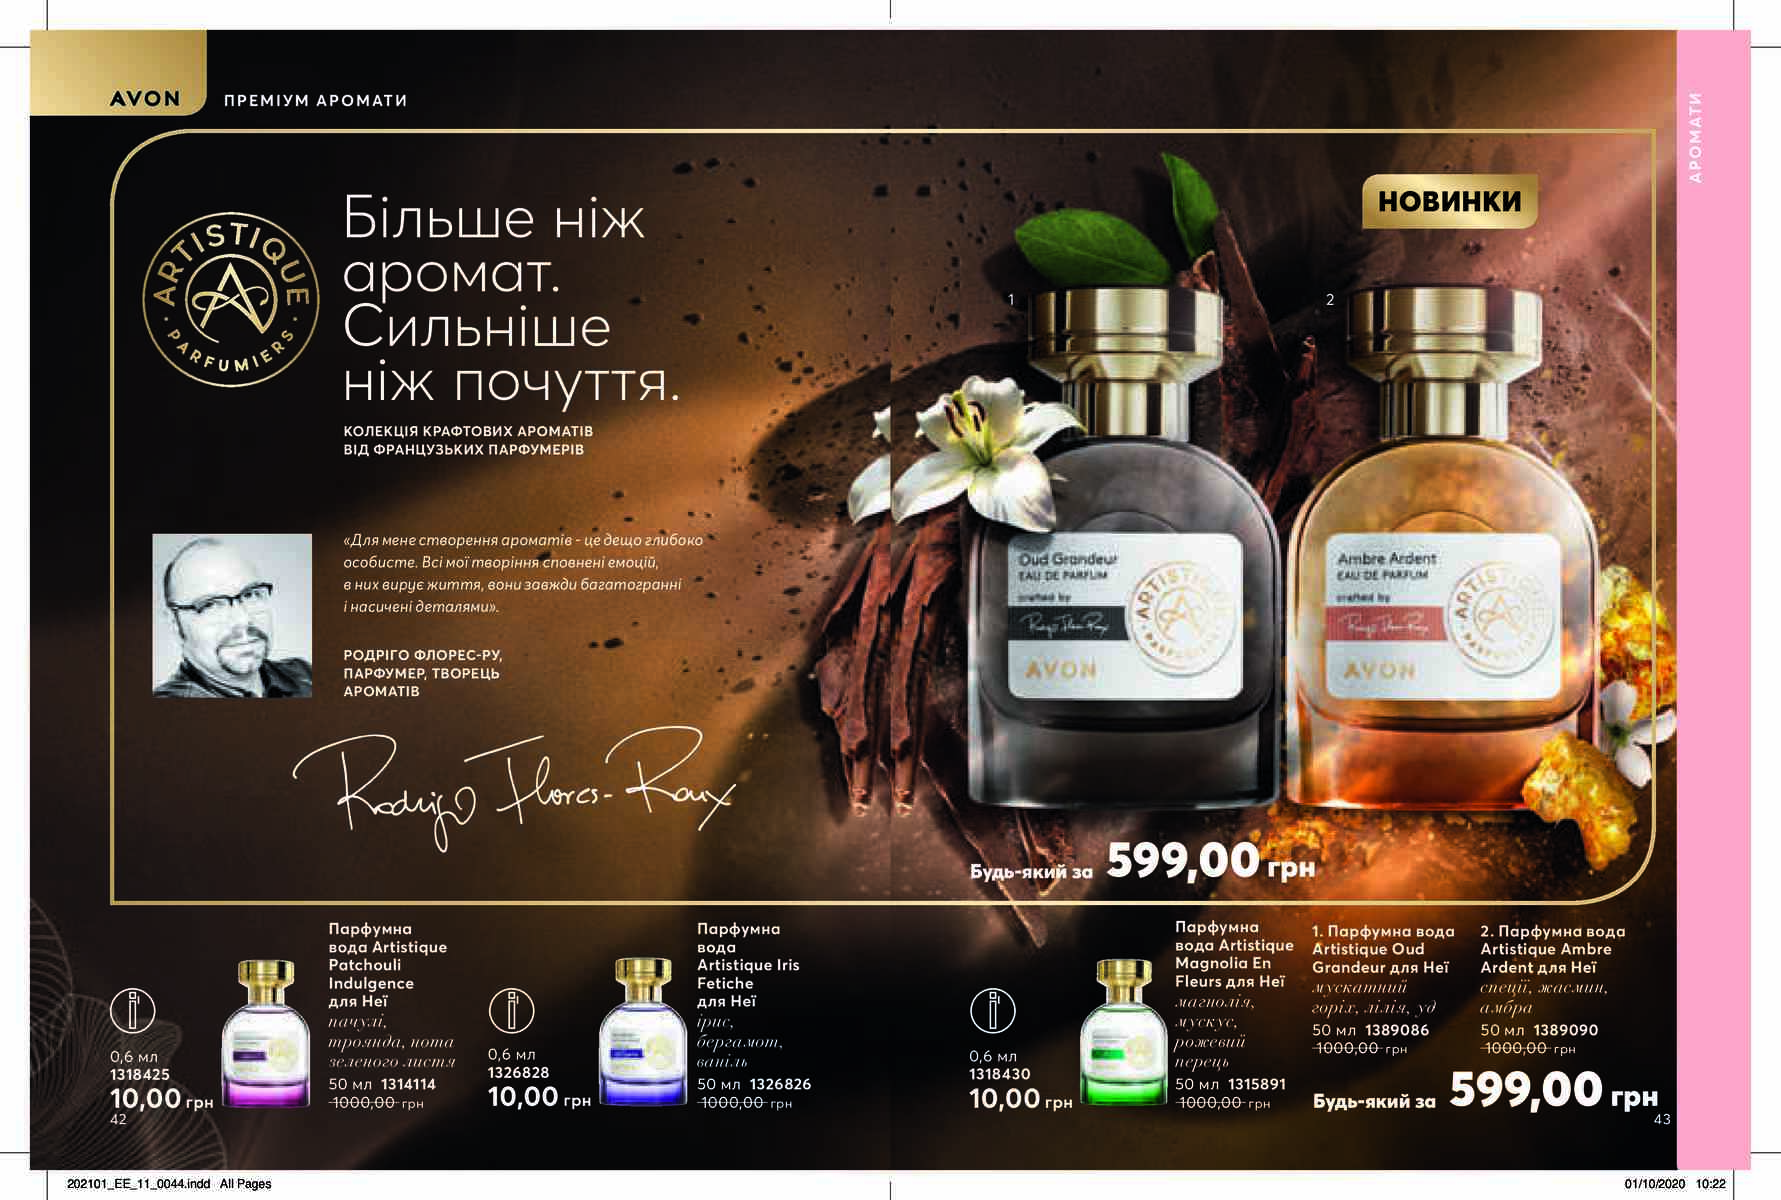 AVON
ПРЕМІУМ АРОМАТИ
АРОМАТИ
ARTISTIQUE
A
· PARFUMIERS ·
Більше ніж
аромат.
Сильніше
ніж почуття.
КОЛЕКЦІЯ КРАФТОВИХ АРОМАТІВ
ВІД ФРАНЦУЗЬКИХ ПАРФУМЕРІВ
«Для мене створення ароматів - це дещо глибоко
особисте. Всі мої творіння сповнені емоцій,
в них вирує життя, вони завжди багатогранні
і насичені деталями».
РОДРІГО ФЛОРЕС-РУ,
ПАРФУМЕР, ТВОРЕЦЬ
АРОМАТІВ
Rodrigo Flores-Roux
НОВИНКИ
1
2
Oud Grandeur
EAU DE PARFUM
crafted by
Rodrigo Flores-Roux
AVON
ARTISTIQUE
A
PARFUMIERS
Ambre Ardent
EAU DE PARFUM
crafted by
Rodrigo Flores-Roux
AVON
ARTISTIQUE
A
PARFUMIERS
Будь-який за 599,00 грн
0,6 мл
1318425
10,00 грн
42
Парфумна
вода Artistique
Patchouli
Indulgence
для Неї
пачулі,
троянда, нота
зеленого листя
50 мл 1314114
1000,00 грн
0,6 мл
1326828
10,00 грн
Парфумна
вода
Artistique Iris
Fetiche
для Неї
ірис,
бергамот,
ваніль
50 мл 1326826
1000,00 грн
0,6 мл
1318430
10,00 грн
Парфумна
вода Artistique
Magnolia En
Fleurs для Неї
магнолія,
мускус,
рожевий
перець
50 мл 1315891
1000,00 грн
1. Парфумна вода
Artistique Oud
Grandeur для Неї
мускатний
горіх, лілія, уд
50 мл 1389086
1000,00 грн
2. Парфумна вода
Artistique Ambre
Ardent для Неї
спеції, жасмин,
амбра
50 мл 1389090
1000,00 грн
Будь-який за 599,00 грн
43
202101_EE_11_0044.indd All Pages
01/10/2020 10:22